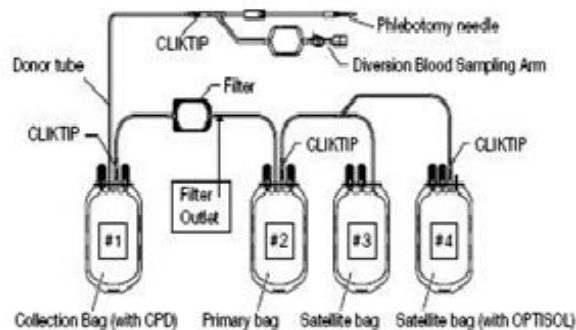 Phlebotomy needle
CLIKTIP
Donor tube
Diversion Blood Sampling Arm
Filter
CLIKTIP
CLIKTIP
CLIKTIP
Filter
Outlet
#1
#2
#3
#4
Collection Bag (with CPD)
Primary bag
Satellite bag
Satellite bag (with OPTISOL)